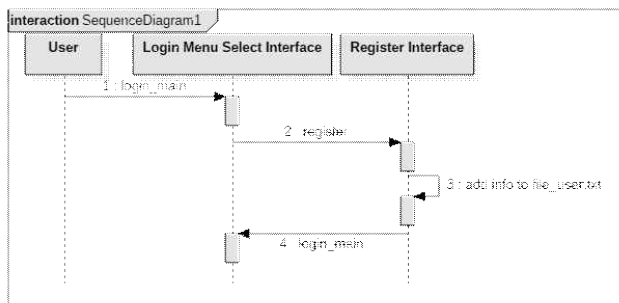 interaction SequenceDiagram1
User
Login Menu Select Interface
Register Interface
1 : login_main
2 : register
3 : add info to file_user.txt
4 : login_main